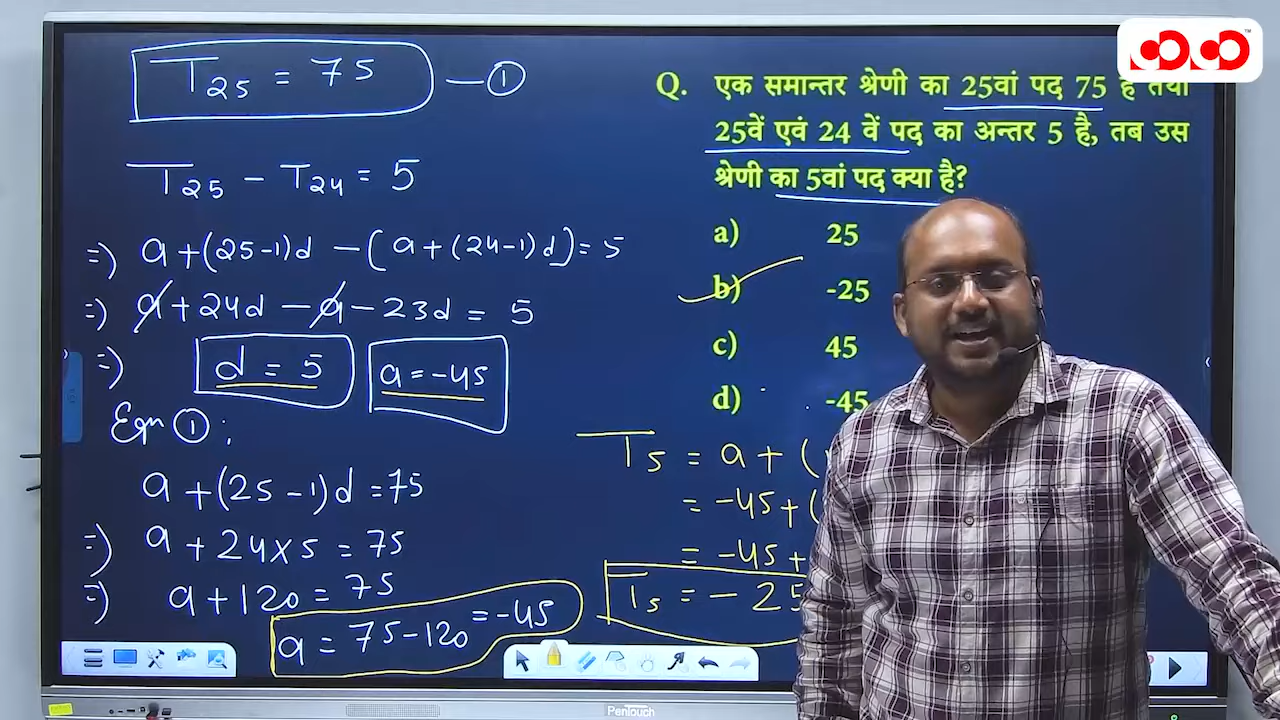 T25 = 75 — ①
T25 - T24 = 5
=) a+(25-1)d - [a+(24-1)d]=5
=) a+24d - a - 23d = 5
=) d = 5 a=-45
Eqn ①:
a+(25-1)d=75
=) a+24×5=75
=) a+120=75
a=75-120=-45
Q. एक समान्तर श्रेणी का 25वां पद 75 है तथा
25वें एवं 24 वें पद का अन्तर 5 है, तब उस
श्रेणी का 5वां पद क्या है?
a) 25
b) -25
c) 45
d) -45
T5 = a+(
= -45+(
= -45+
T5 = -25
PenTouch